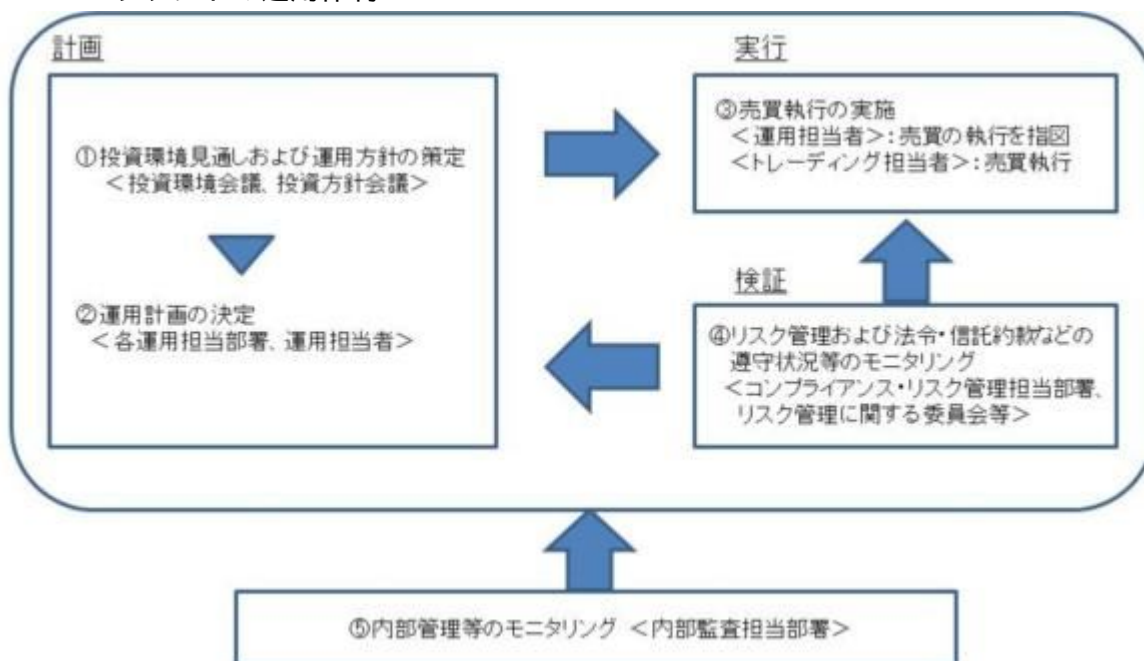 計画
①投資環境見通しおよび運用方針の策定
＜投資環境会議、投資方針会議＞
②運用計画の決定
＜各運用担当部署、運用担当者＞
実行
③売買執行の実施
＜運用担当者＞：売買の執行を指図
＜トレーディング担当者＞：売買執行
検証
④リスク管理および法令・信託約款などの
遵守状況等のモニタリング
＜コンプライアンス・リスク管理担当部署、
リスク管理に関する委員会等＞
⑤内部管理等のモニタリング ＜内部監査担当部署＞